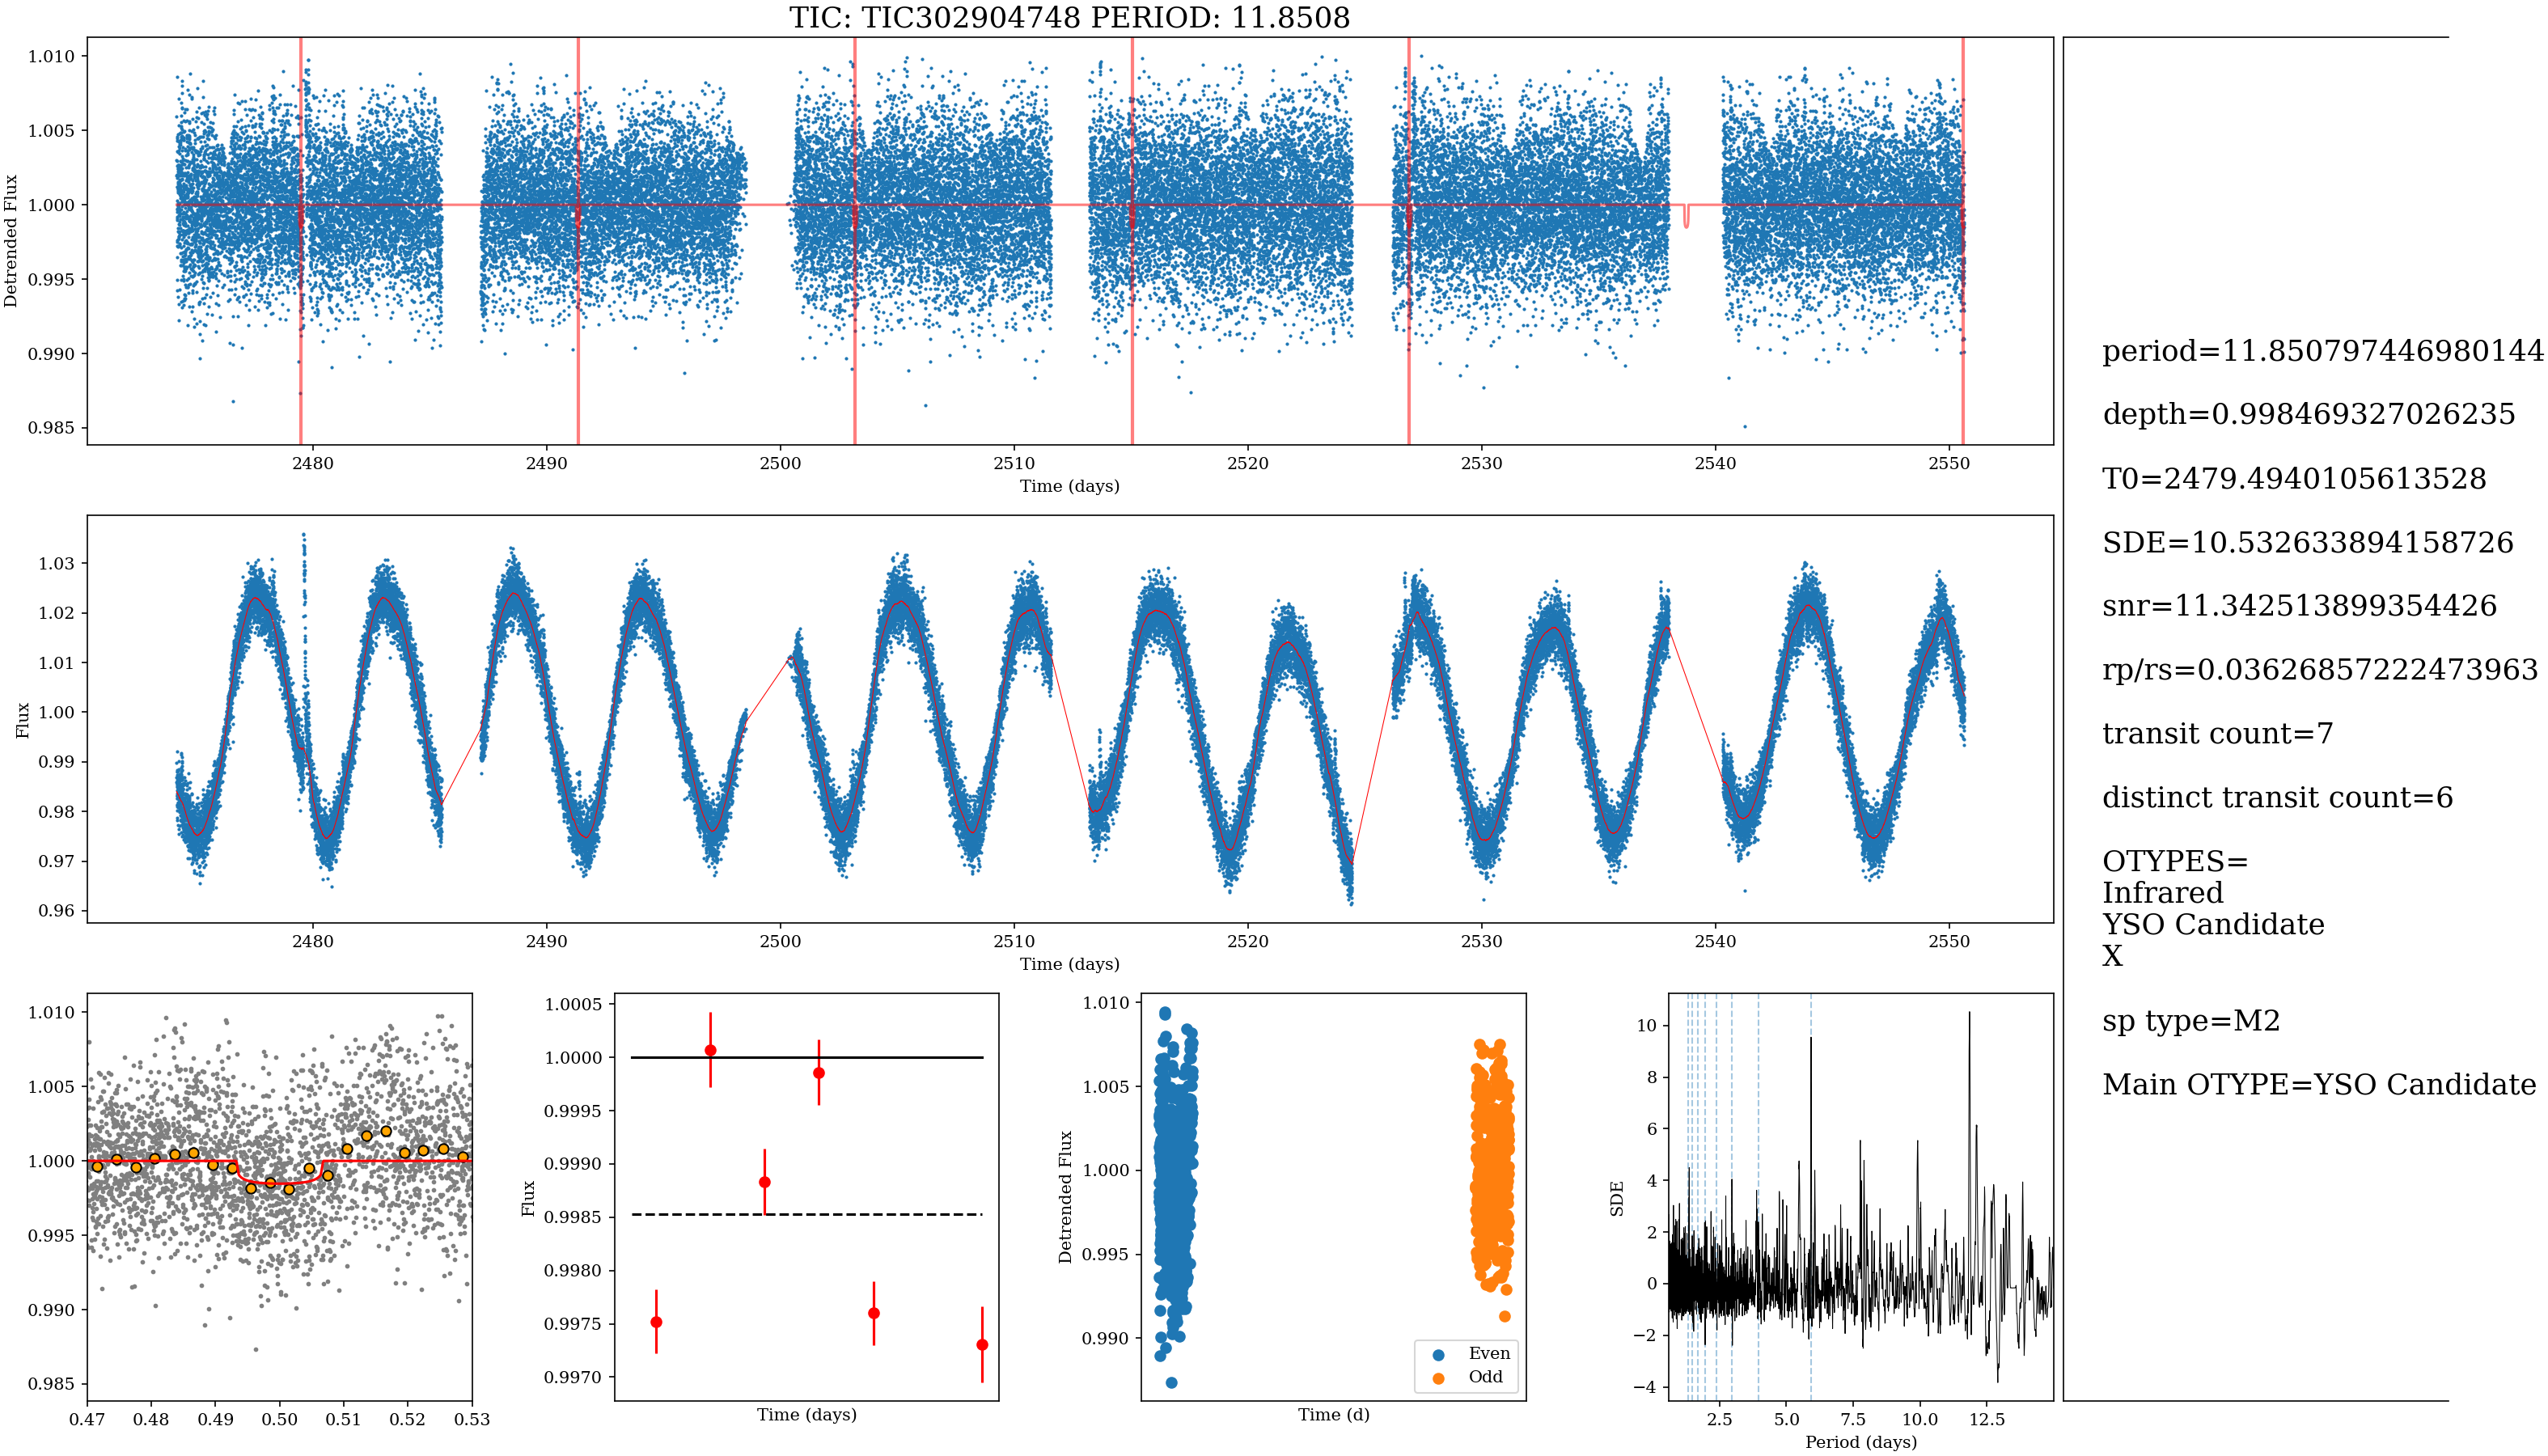 TIC: TIC302904748 PERIOD: 11.8508
1.010
1.005
1.000
0.995
0.990
0.985
Detrended Flux
2480 2490 2500 2510 2520 2530 2540 2550
Time (days)
1.03
1.02
1.01
1.00
0.99
0.98
0.97
0.96
Flux
2480 2490 2500 2510 2520 2530 2540 2550
Time (days)
1.010
1.005
1.000
0.995
0.990
0.985
0.47 0.48 0.49 0.50 0.51 0.52 0.53
1.0005
1.0000
0.9995
0.9990
0.9985
0.9980
0.9975
0.9970
Flux
Time (days)
1.010
1.005
1.000
0.995
0.990
Detrended Flux
Even
Odd
Time (d)
10
8
6
4
2
0
−2
−4
SDE
2.5 5.0 7.5 10.0 12.5
Period (days)
period=11.850797446980144
depth=0.998469327026235
T0=2479.4940105613528
SDE=10.532633894158726
snr=11.342513899354426
rp/rs=0.03626857222473963
transit count=7
distinct transit count=6
OTYPES=
Infrared
YSO Candidate
X
sp type=M2
Main OTYPE=YSO Candidate